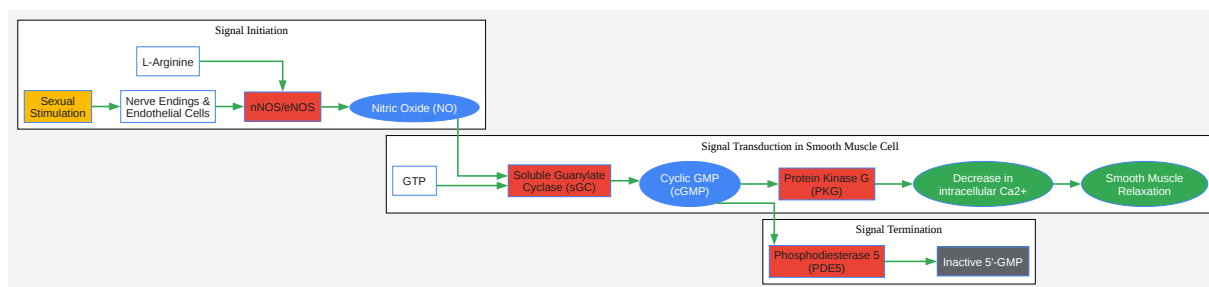 Signal Initiation
L-Arginine
Sexual
Stimulation
Nerve Endings &
Endothelial Cells
nNOS/eNOS
Nitric Oxide (NO)
Signal Transduction in Smooth Muscle Cell
GTP
Soluble Guanylate
Cyclase (sGC)
Cyclic GMP
(cGMP)
Protein Kinase G
(PKG)
Decrease in
intracellular Ca2+
Smooth Muscle
Relaxation
Signal Termination
Phosphodiesterase 5
(PDE5)
Inactive 5'-GMP